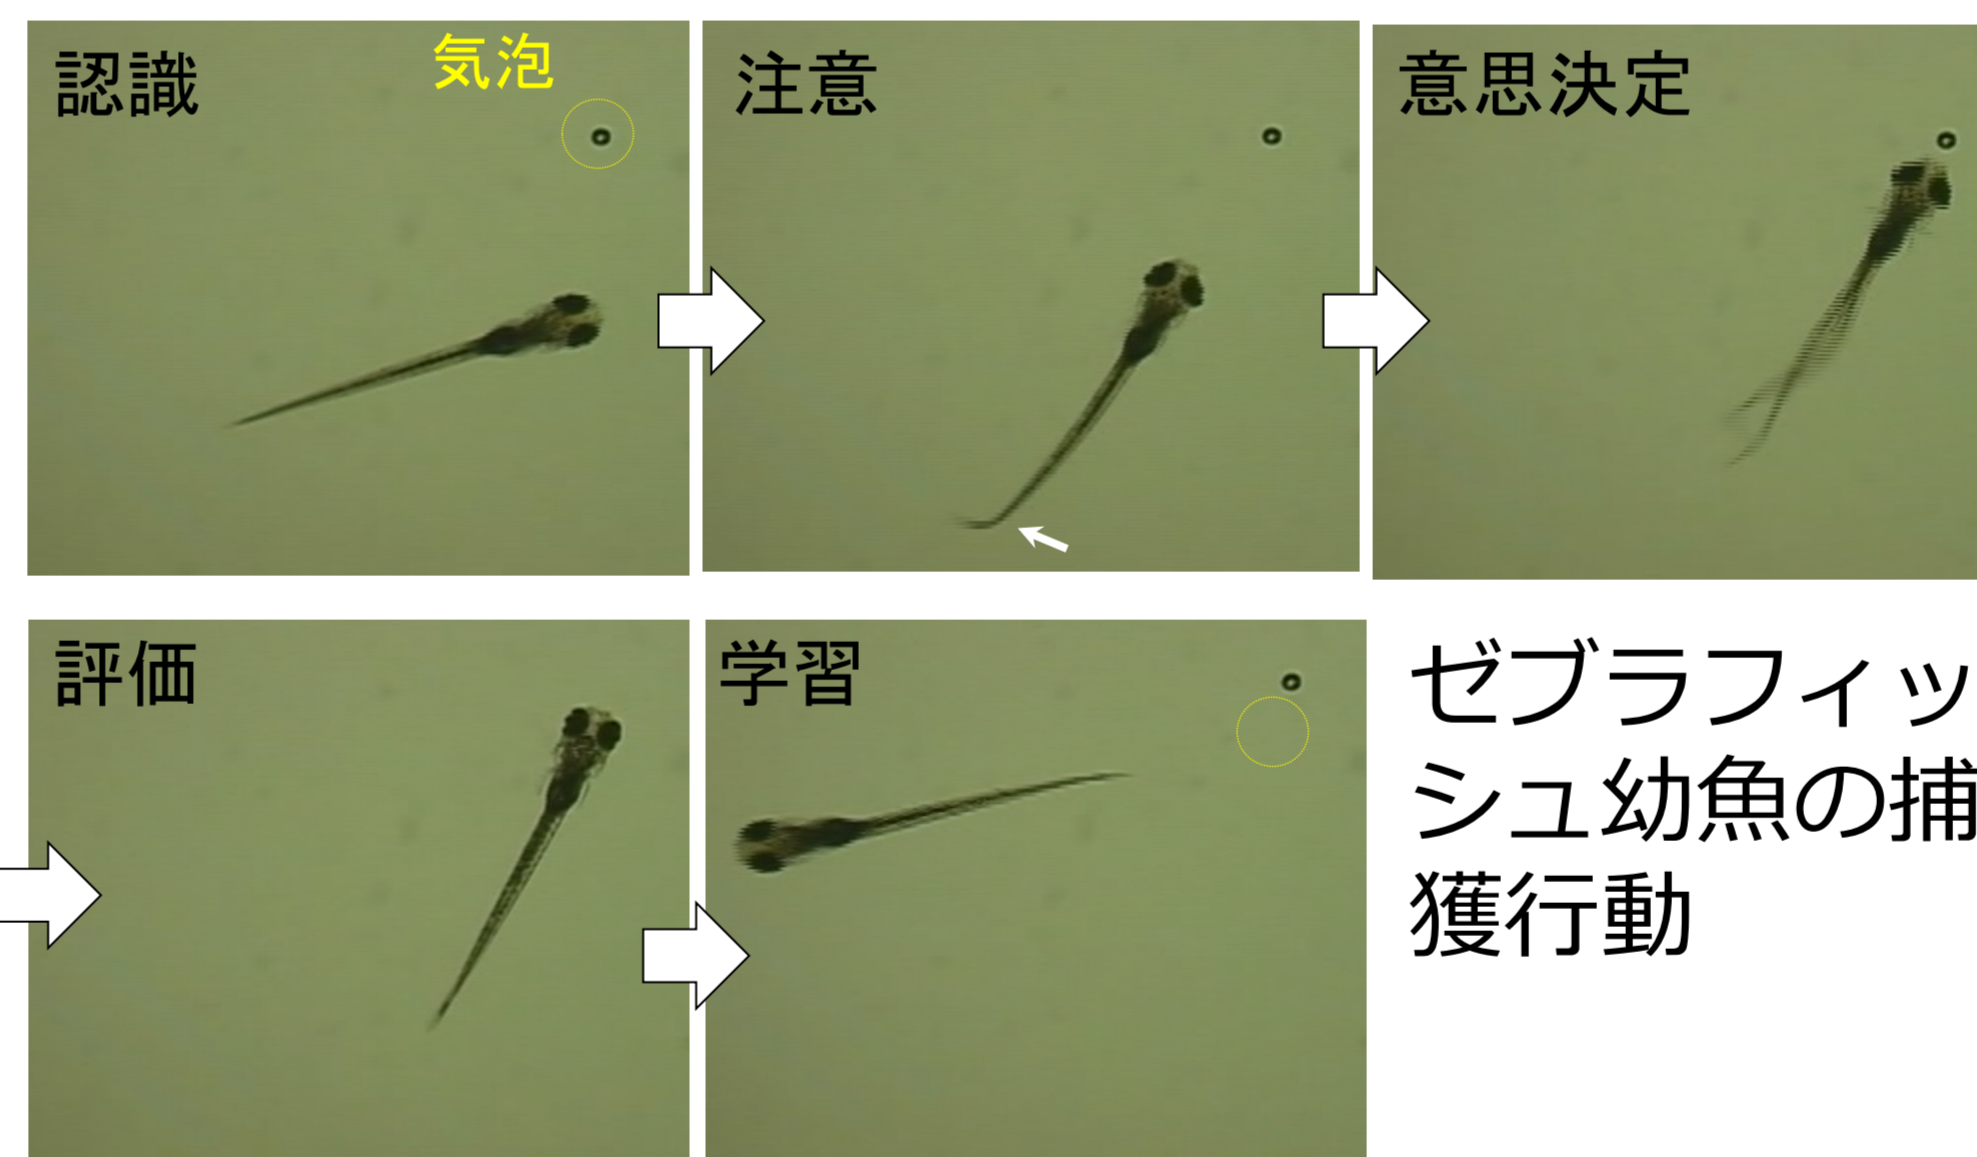 認識
気泡
注意
意思決定
評価
学習
ゼブラフィッ
シュ幼魚の捕
獲行動